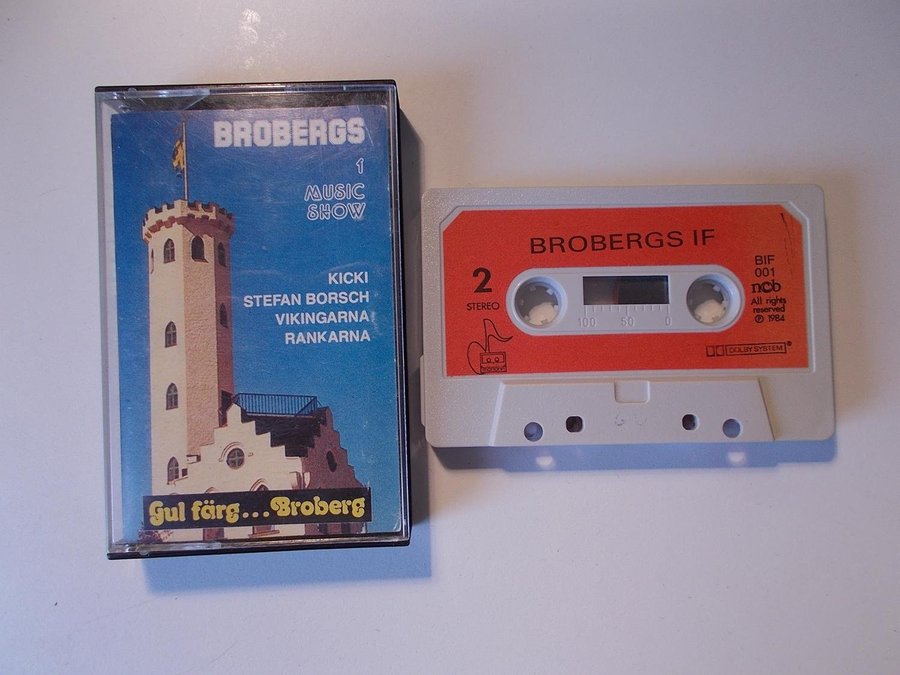 BROBERGS
1
MUSIC
SHOW
KICKI
STEFAN BORSCH
VIKINGARNA
RANKARNA
Gul färg...Broberg
BROBERGS IF
2
STEREO
BIF
001
ncb
All rights
reserved
℗ 1984
DOLBY SYSTEM®
100 50 0